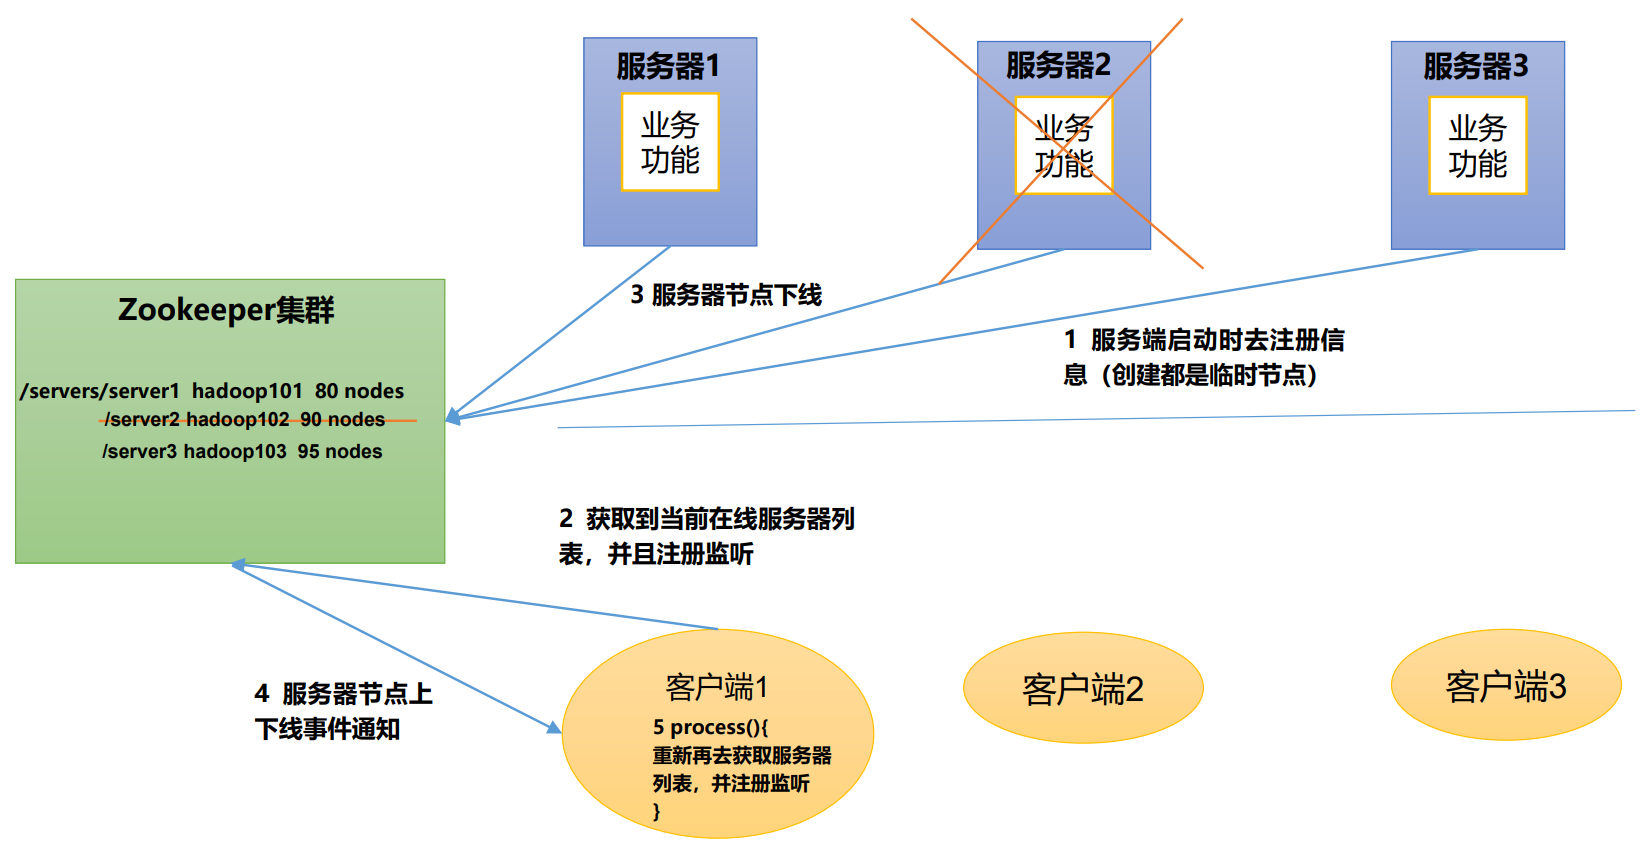 服务器1
业务
功能
服务器2
业务
功能
服务器3
业务
功能
3 服务器节点下线
1 服务端启动时去注册信
息（创建都是临时节点）
Zookeeper集群
/servers/server1 hadoop101 80 nodes
/server2 hadoop102 90 nodes
/server3 hadoop103 95 nodes
2 获取到当前在线服务器列
表，并且注册监听
4 服务器节点上
下线事件通知
客户端1
5 process(){
重新再去获取服务器
列表，并注册监听
}
客户端2
客户端3